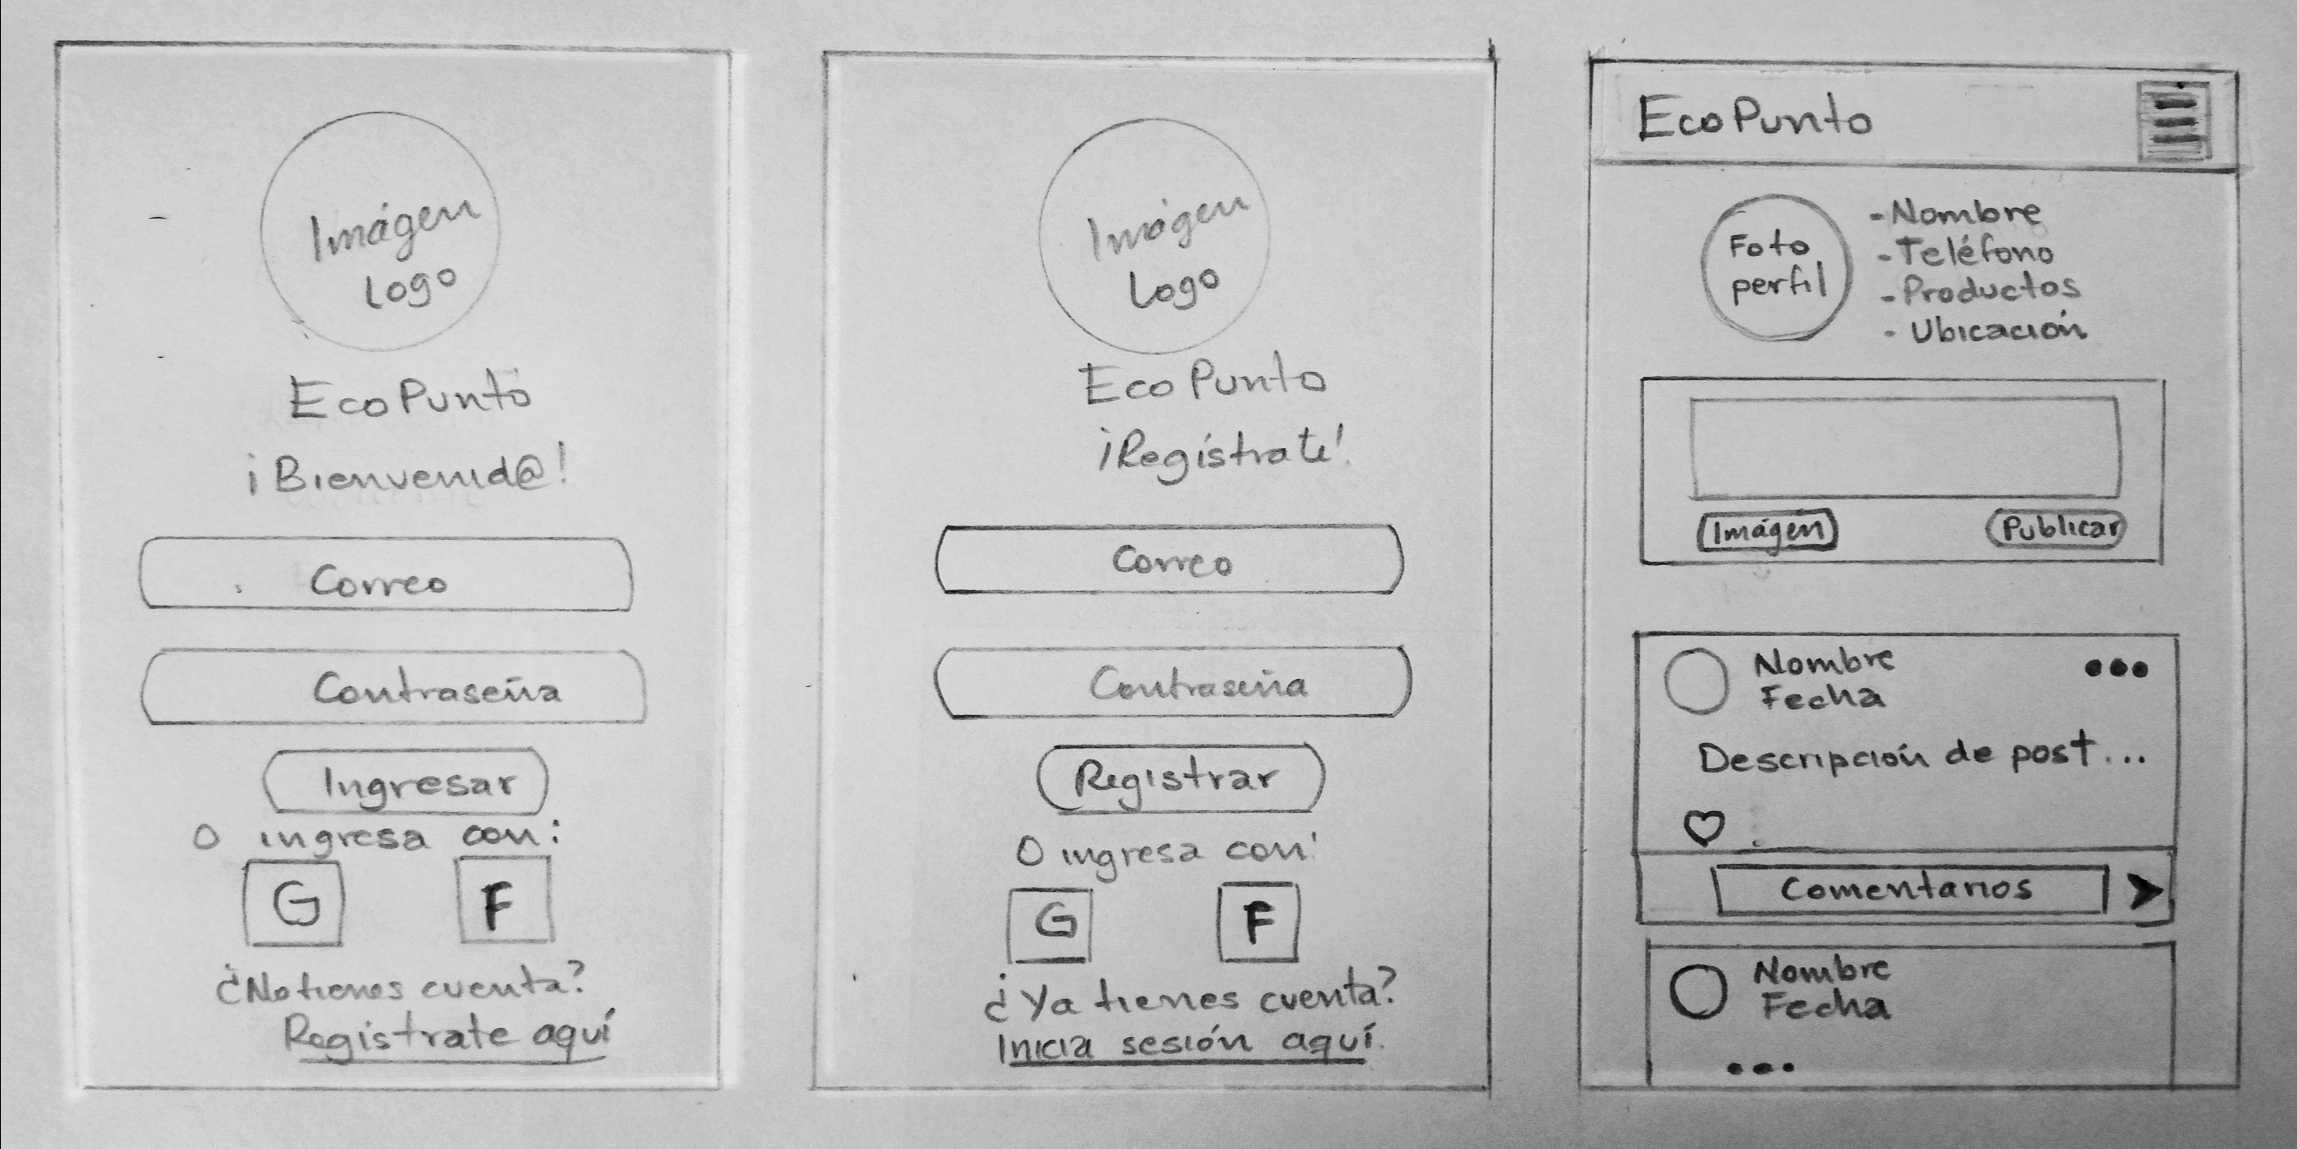 Imágen
Logo
EcoPunto
¡Bienvenid@!
Correo
Contraseña
Ingresar
O ingresa con:
G F
¿No tienes cuenta?
Regístrate aquí
Imágen
Logo
EcoPunto
¡Regístrate!
Correo
Contraseña
Registrar
O ingresa con:
G F
¿Ya tienes cuenta?
Inicia sesión aquí.
EcoPunto
Foto
perfil
- Nombre
- Teléfono
- Productos
- Ubicación
Imágen Publicar
Nombre
Fecha
Descripción de post...
Comentarios
Nombre
Fecha